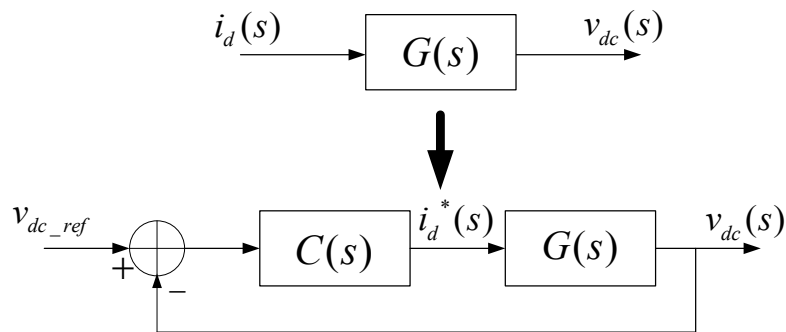 i_d(s) G(s) v_dc(s)
v_dc_ref + − C(s) i_d^*(s) G(s) v_dc(s)